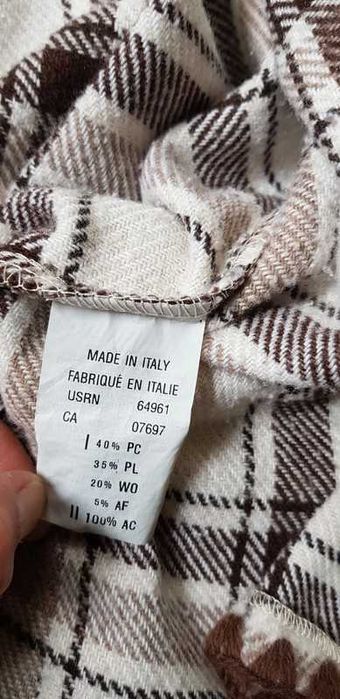 MADE IN ITALY
FABRIQUÉ EN ITALIE
USRN 64961
CA 07697
I 40% PC
35% PL
20% WO
5% AF
II 100% AC